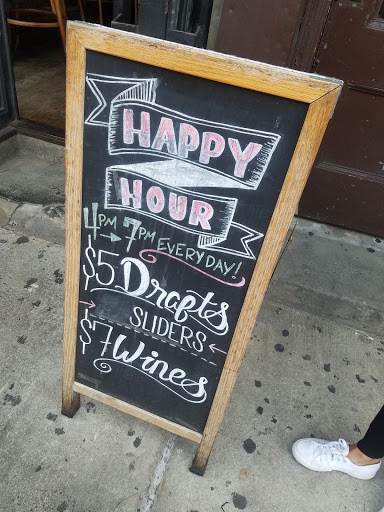 HAPPY
HOUR
4PM → 7PM EVERYDAY!
$5 Drafts
SLIDERS
$7 Wines